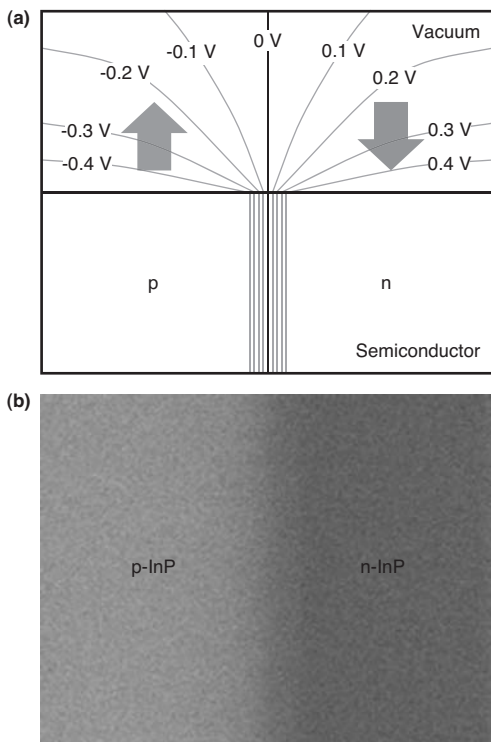 (a)
Vacuum
0 V
-0.1 V
0.1 V
-0.2 V
0.2 V
-0.3 V
0.3 V
-0.4 V
0.4 V
p
n
Semiconductor
(b)
p-InP
n-InP